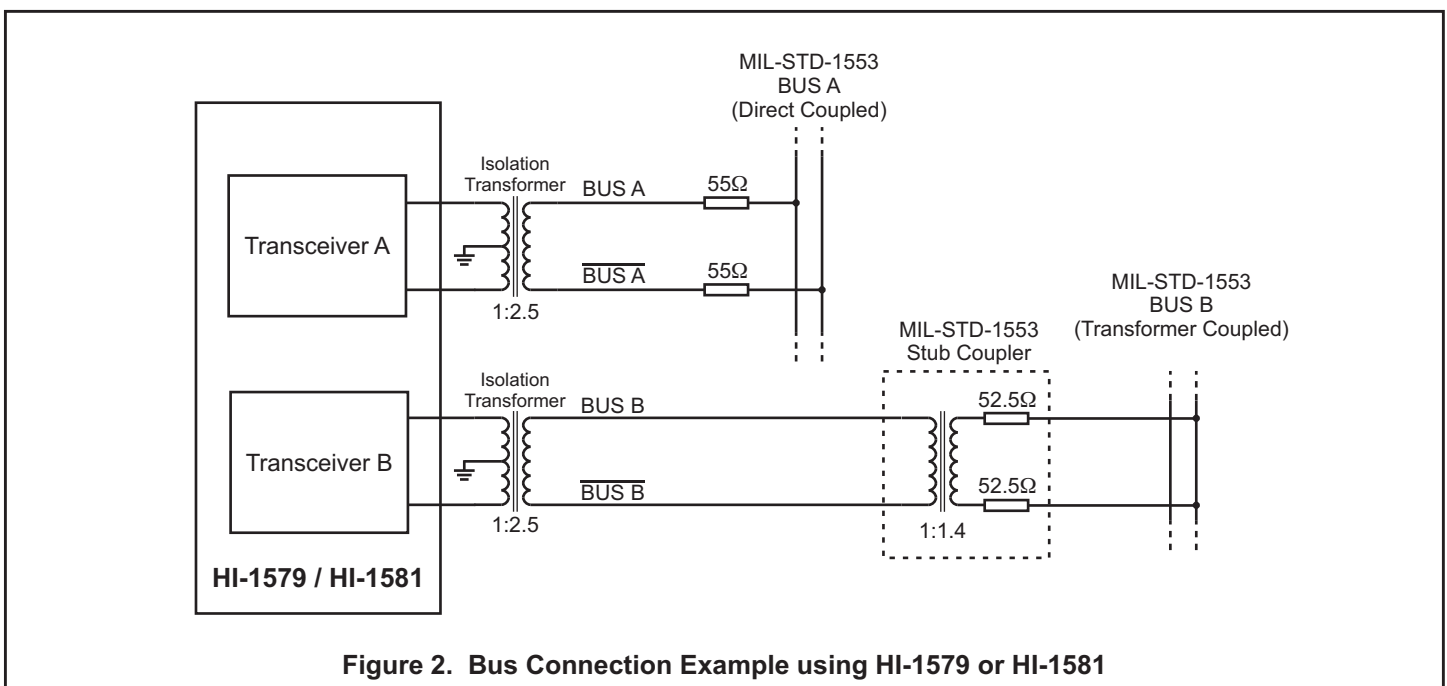 MIL-STD-1553
BUS A
(Direct Coupled)
Isolation
Transformer
BUS A
55Ω
Transceiver A
BUS A
55Ω
1:2.5
MIL-STD-1553
BUS B
(Transformer Coupled)
MIL-STD-1553
Stub Coupler
Isolation
Transformer
BUS B
52.5Ω
Transceiver B
BUS B
52.5Ω
1:2.5
1:1.4
HI-1579 / HI-1581
Figure 2. Bus Connection Example using HI-1579 or HI-1581